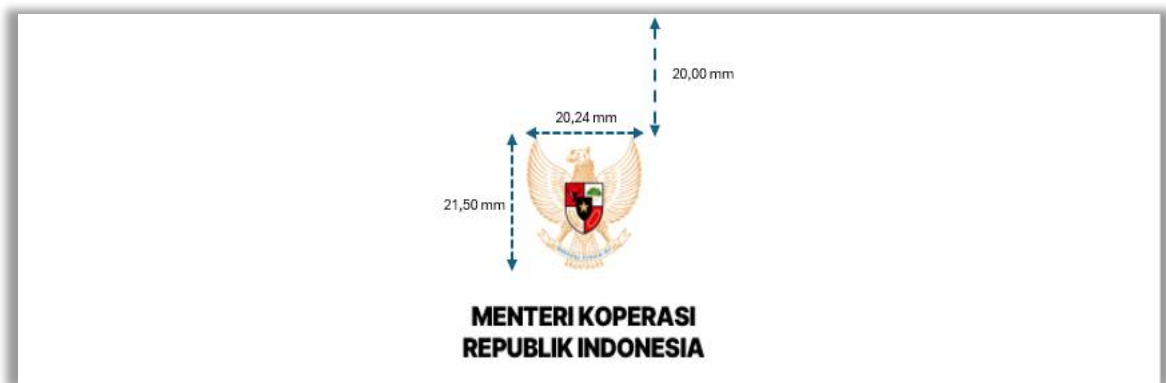 20,00 mm
20,24 mm
21,50 mm
MENTERI KOPERASI
REPUBLIK INDONESIA